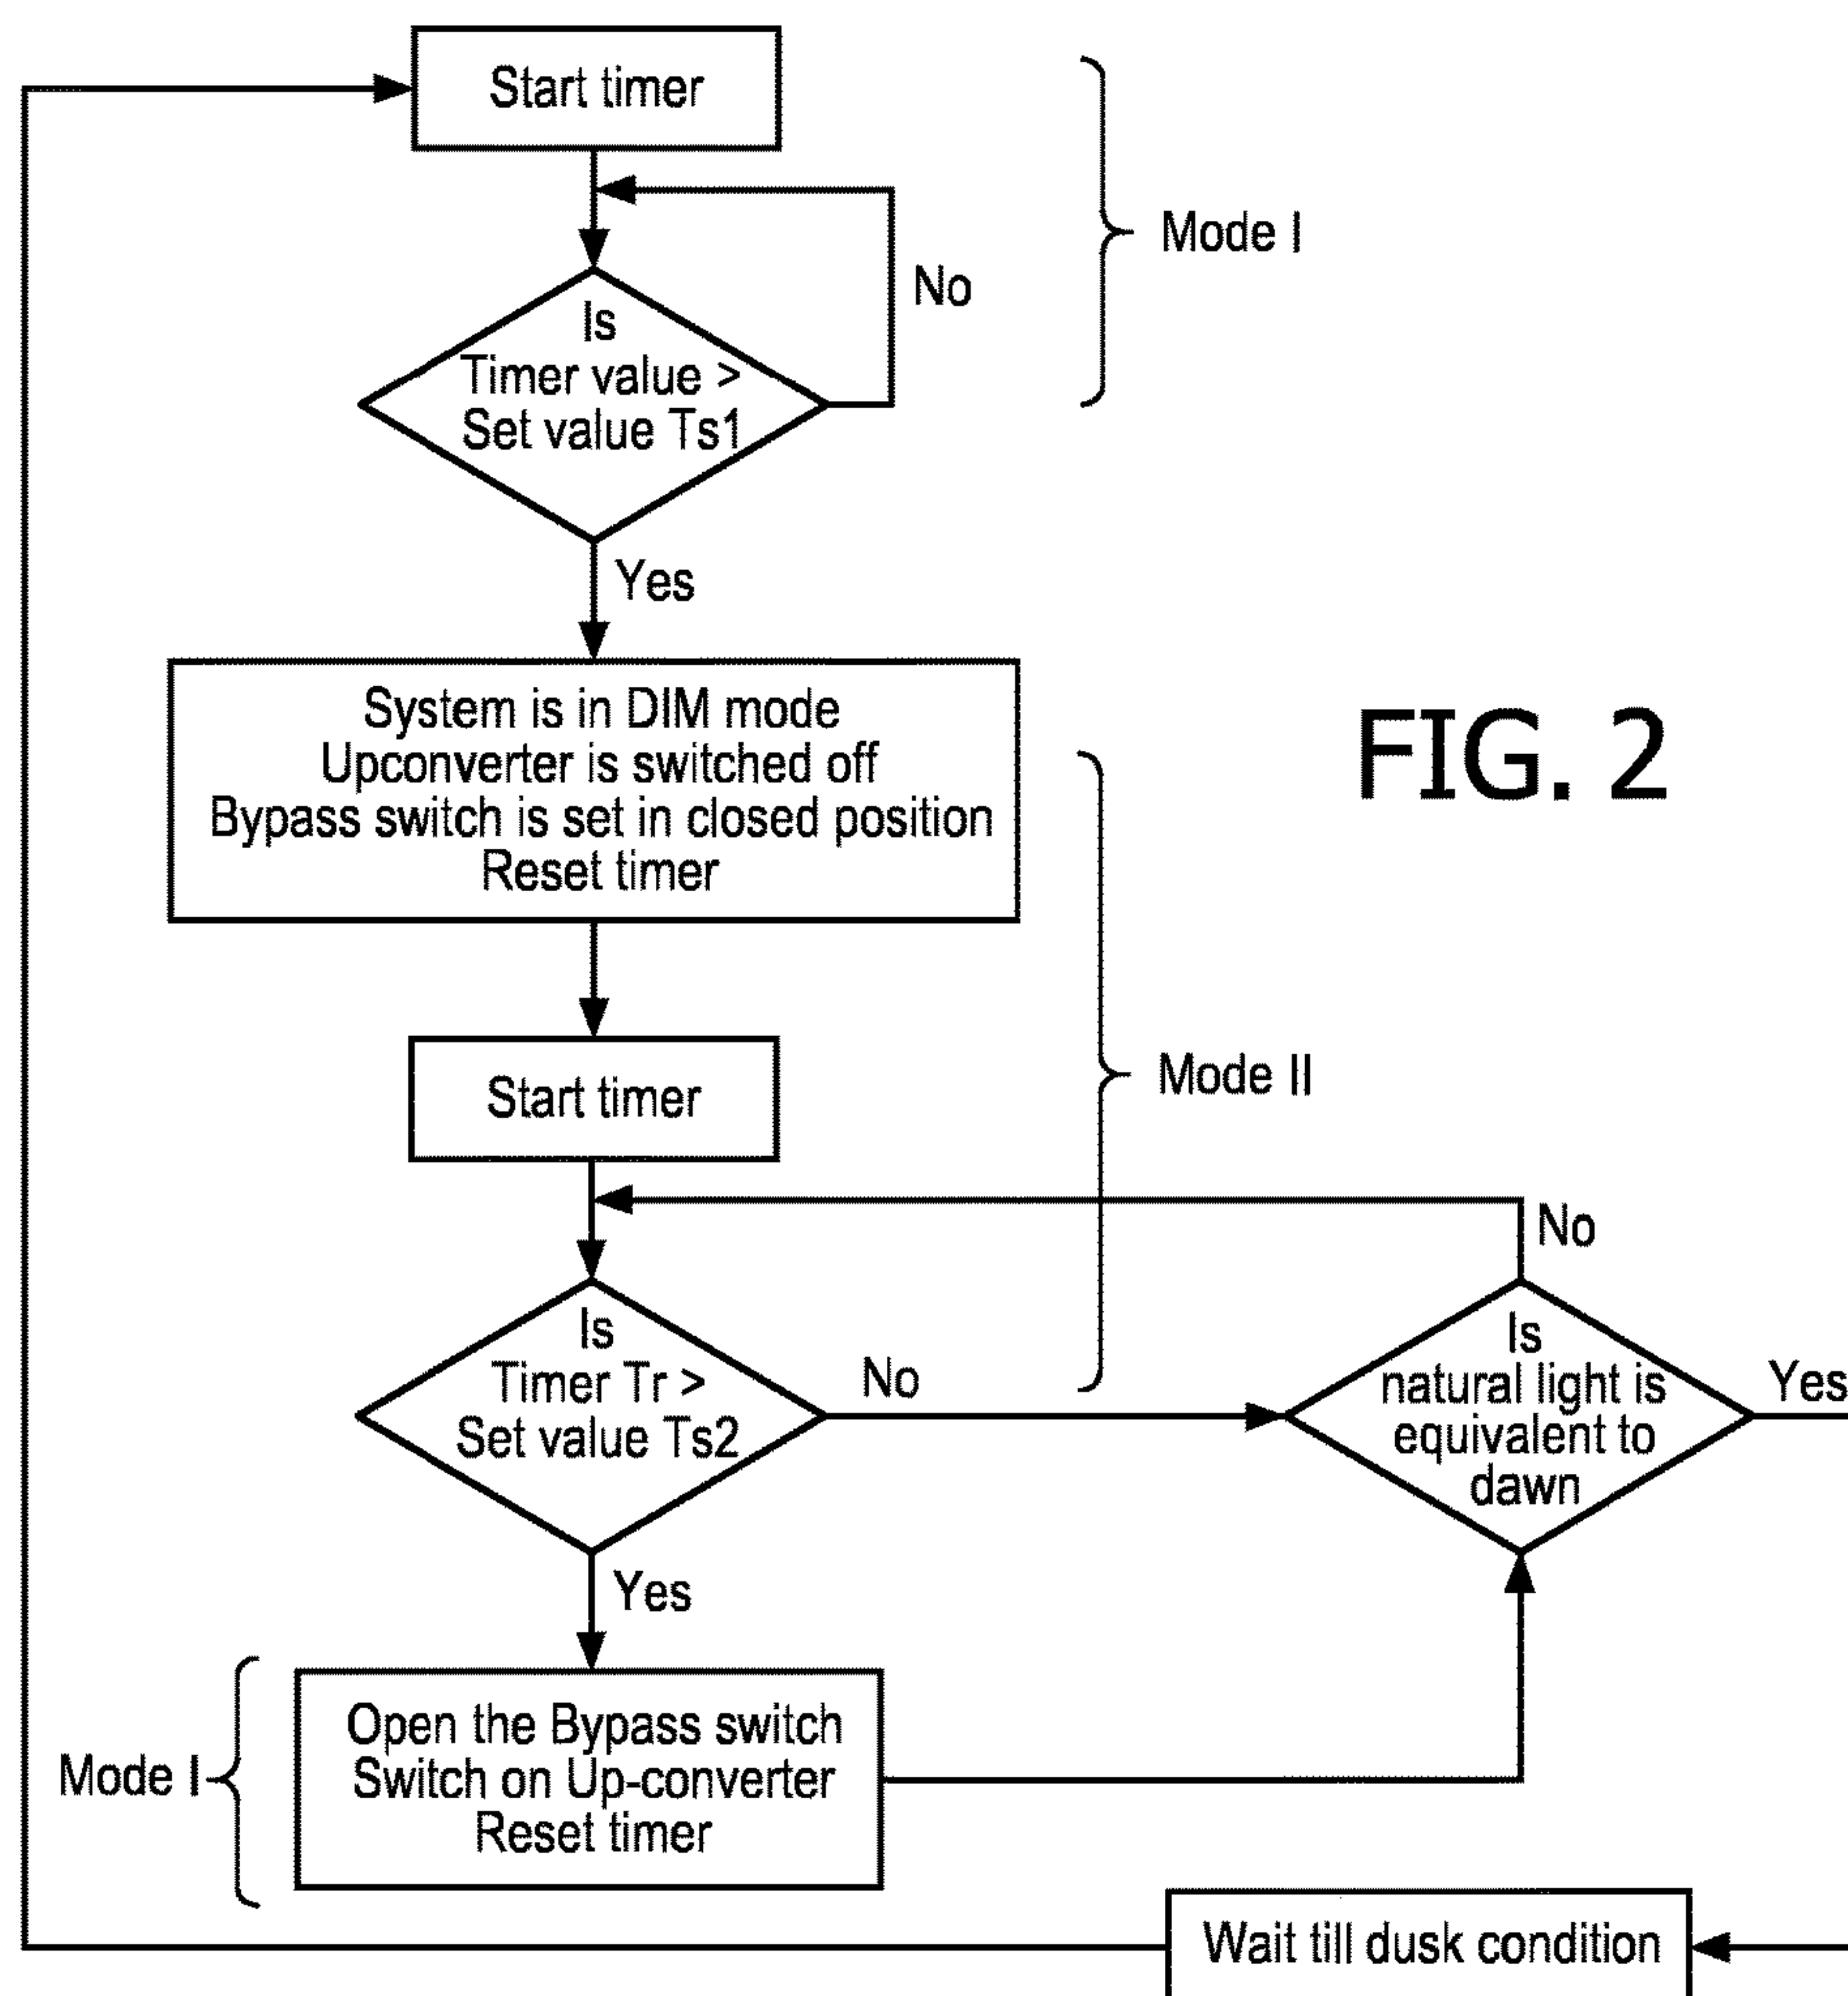 Start timer
Mode I
No
Is
Timer value >
Set value Ts1
Yes
System is in DIM mode
Upconverter is switched off
Bypass switch is set in closed position
Reset timer
FIG. 2
Start timer
Mode II
No
Is
Timer Tr >
Set value Ts2
No
Is
natural light is
equivalent to
dawn
Yes
Yes
Mode I
Open the Bypass switch
Switch on Up-converter
Reset timer
Wait till dusk condition